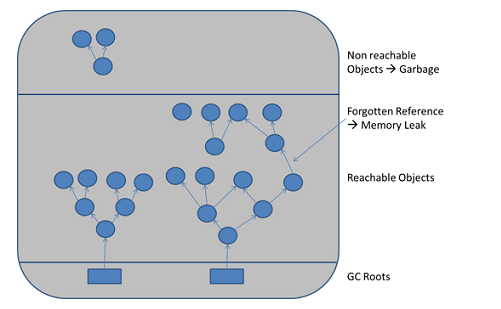 Non reachable
Objects → Garbage
Forgotten Reference
→ Memory Leak
Reachable Objects
GC Roots